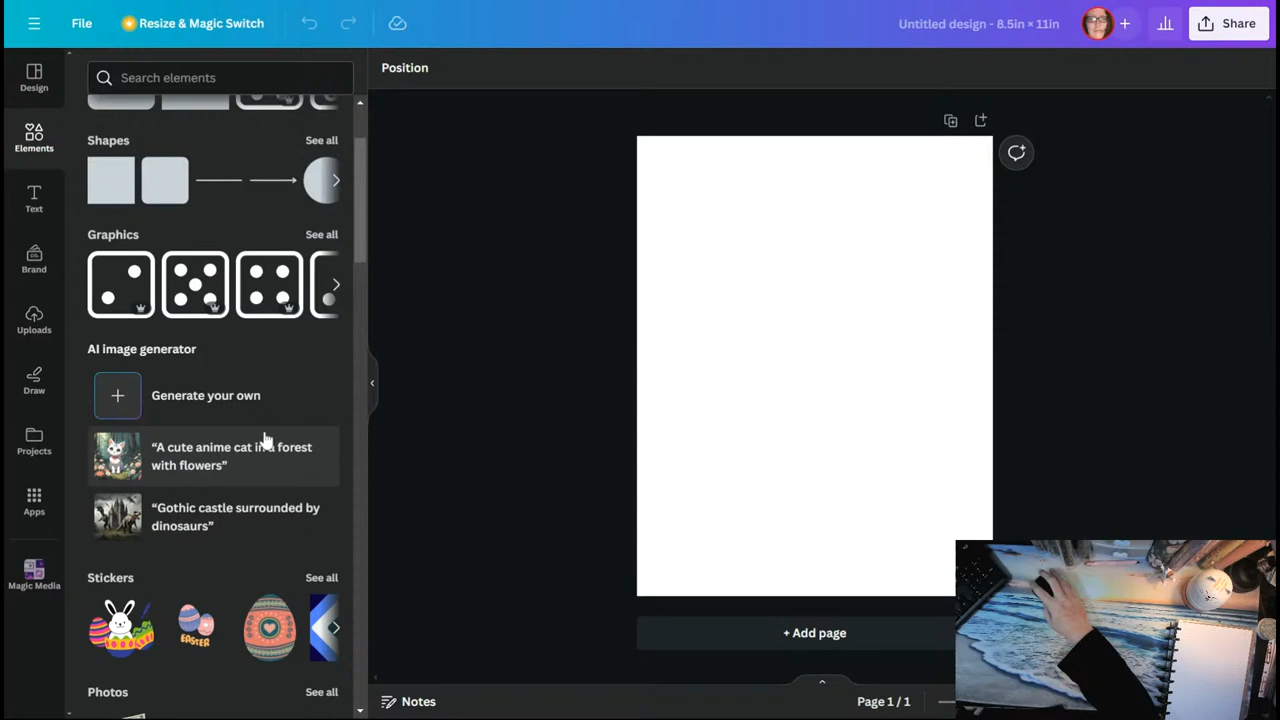 File
Resize & Magic Switch
Untitled design - 8.5in × 11in
Share
Design
Elements
Text
Brand
Uploads
Draw
Projects
Apps
Magic Media
Search elements
Position
Shapes
See all
Graphics
See all
AI image generator
Generate your own
“A cute anime cat in a forest
with flowers”
“Gothic castle surrounded by
dinosaurs”
Stickers
See all
EASTER
Photos
See all
+ Add page
Notes
Page 1 / 1